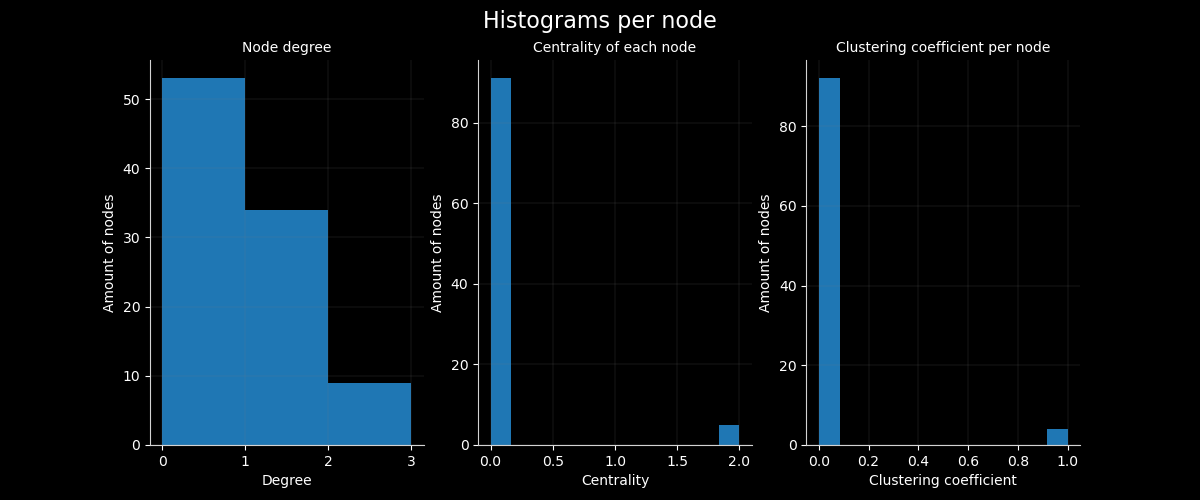 Histograms per node
Node degree
Amount of nodes
50
40
30
20
10
0
0 1 2 3
Degree
Centrality of each node
Amount of nodes
80
60
40
20
0
0.0 0.5 1.0 1.5 2.0
Centrality
Clustering coefficient per node
Amount of nodes
80
60
40
20
0
0.0 0.2 0.4 0.6 0.8 1.0
Clustering coefficient